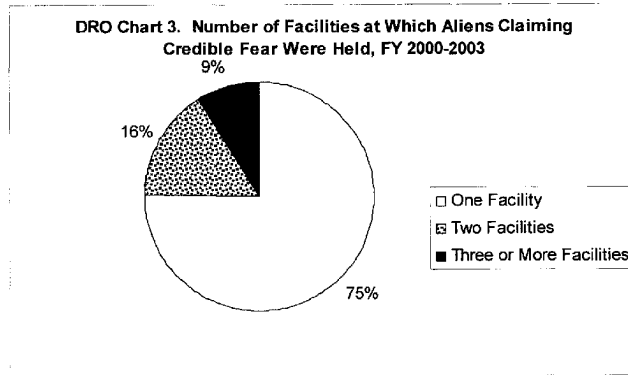 DRO Chart 3. Number of Facilities at Which Aliens Claiming
Credible Fear Were Held, FY 2000-2003
9%
16%
One Facility
Two Facilities
Three or More Facilities
75%